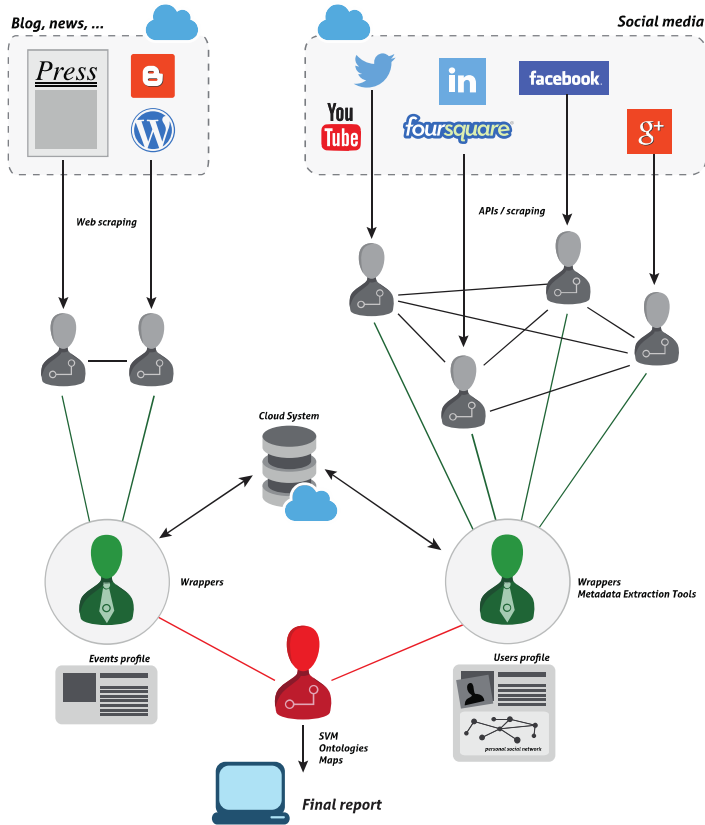 Blog, news, ...
Social media
Press
in
facebook.
You
Tube
foursquare
g+
Web scraping
APIs / scraping
Cloud System
Wrappers
Wrappers
Metadata Extraction Tools
Events profile
Users profile
personal social network
SVM
Ontologies
Maps
Final report